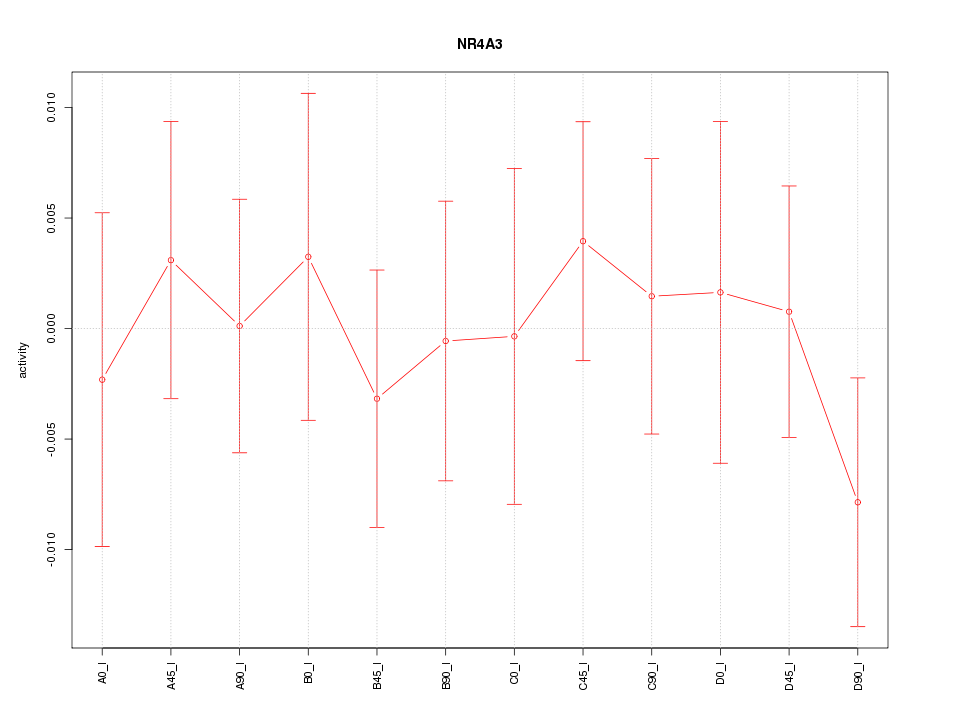 NR4A3
0.010
0.005
0.000
-0.005
-0.010
activity
A0_I
A45_I
A90_I
B0_I
B45_I
B90_I
C0_I
C45_I
C90_I
D0_I
D45_I
D90_I